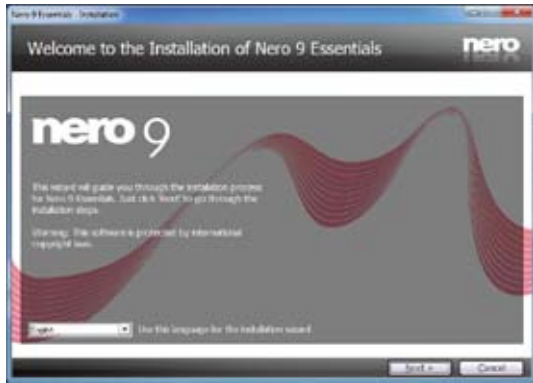 Nero 9 Essentials - Installation
Welcome to the Installation of Nero 9 Essentials
nero
nero 9
This wizard will guide you through the installation process
for Nero 9 Essentials. Just click 'Next' to go through the
installation steps.
Warning: This software is protected by international
copyright laws.
English
Use this language for the installation wizard
Next >
Cancel